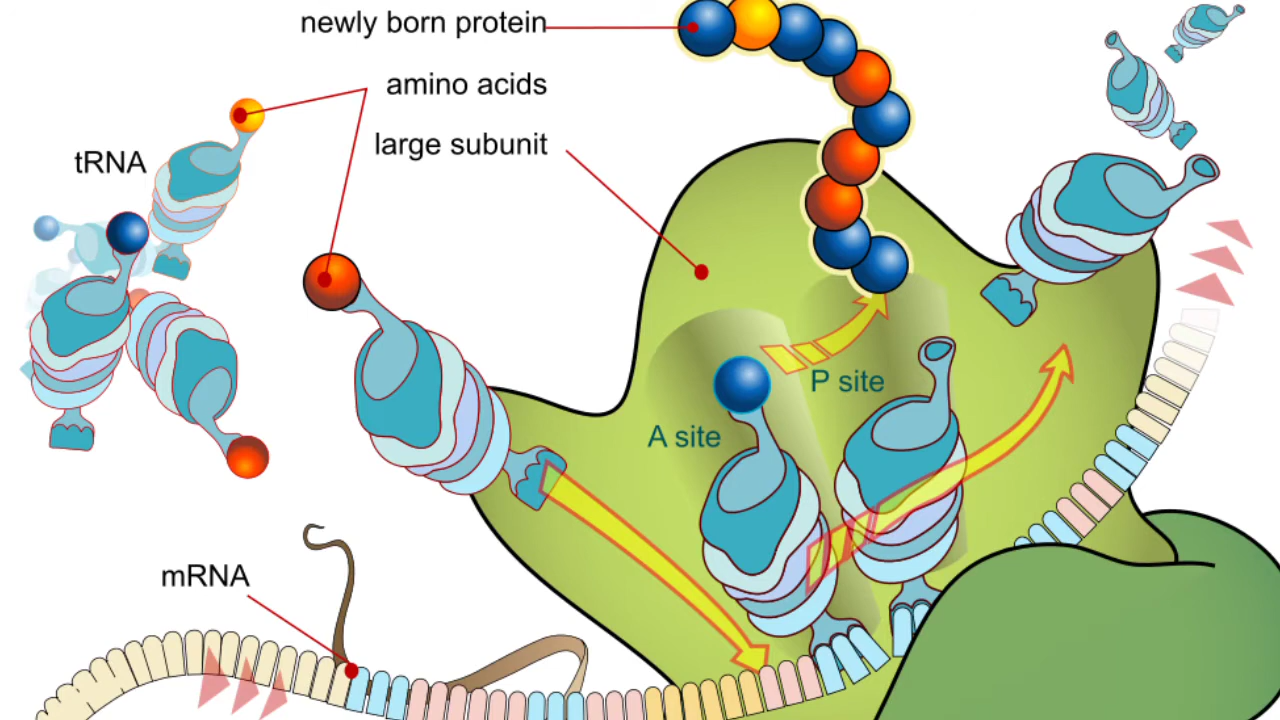 newly born protein
amino acids
large subunit
tRNA
P site
A site
mRNA